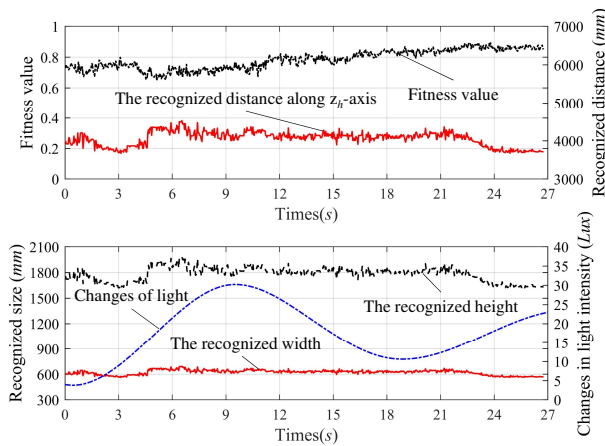 1
0.8
0.6
0.4
0.2
0
Fitness value
7000
6000
5000
4000
3000
Recognized distance (mm)
The recognized distance along zₕ-axis
Fitness value
0 3 6 9 12 15 18 21 24 27
Times(s)
2100
1800
1500
1200
900
600
300
Recognized size (mm)
40
35
30
25
20
15
10
5
0
Changes in light intensity (Lux)
Changes of light
The recognized height
The recognized width
0 3 6 9 12 15 18 21 24 27
Times(s)